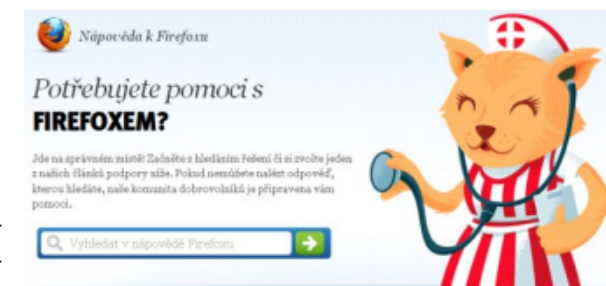 Nápověda k Firefoxu
Potřebujete pomoci s
FIREFOXEM?
Jde na správném místě! Začněte s hledáním řešení či si zvolte jeden
z našich článků podpory níže. Pokud nemůžete nalézt odpověď,
kterou hledáte, naše komunita dobrovolníků je připravena vám
pomoci.
Vyhledat v nápovědě Firefoxu